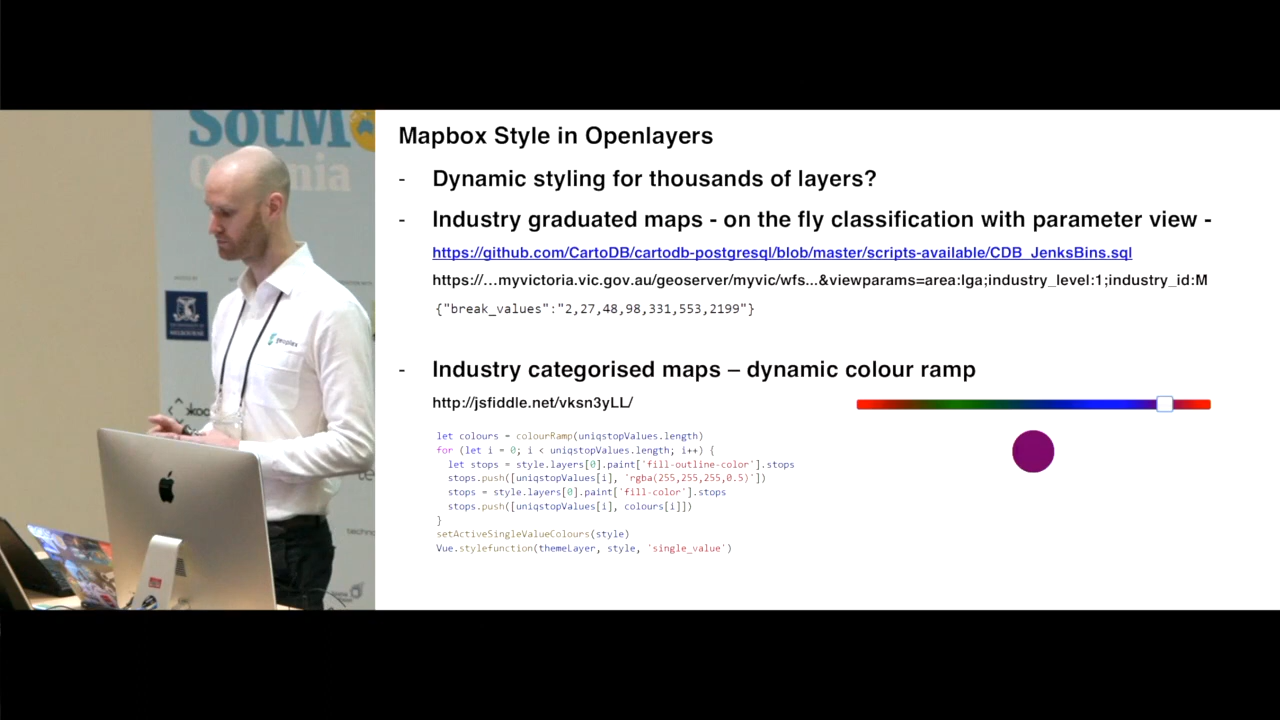 SotM
Oceania
geoplex
MELBOURNE
Mapbox Style in Openlayers
- Dynamic styling for thousands of layers?
- Industry graduated maps - on the fly classification with parameter view -
https://github.com/CartoDB/cartodb-postgresql/blob/master/scripts-available/CDB_JenksBins.sql
https://...myvictoria.vic.gov.au/geoserver/myvic/wfs...&viewparams=area:lga;industry_level:1;industry_id:M
{"break_values":"2,27,48,98,331,553,2199"}
- Industry categorised maps – dynamic colour ramp
http://jsfiddle.net/vksn3yLL/
let colours = colourRamp(uniqstopValues.length)
for (let i = 0; i < uniqstopValues.length; i++) {
let stops = style.layers[0].paint['fill-outline-color'].stops
stops.push([uniqstopValues[i], 'rgba(255,255,255,0.5)'])
stops = style.layers[0].paint['fill-color'].stops
stops.push([uniqstopValues[i], colours[i]])
}
setActiveSingleValueColours(style)
Vue.stylefunction(themeLayer, style, 'single_value')